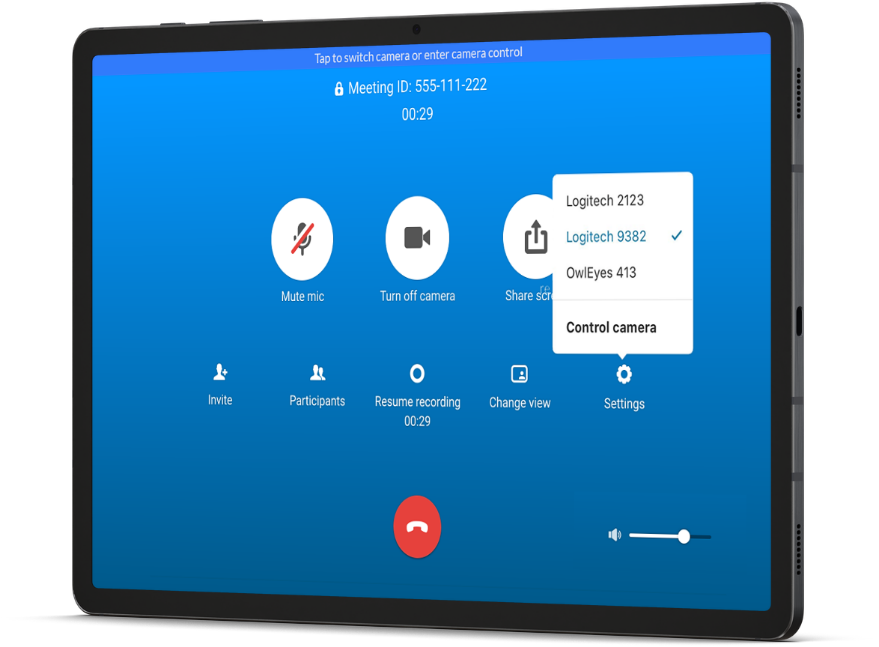 Tap to switch camera or enter camera control
Meeting ID: 555-111-222
00:29
Logitech 2123
Logitech 9382
OwlEyes 413
Control camera
Mute mic
Turn off camera
Share scre
Invite
Participants
Resume recording
00:29
Change view
Settings